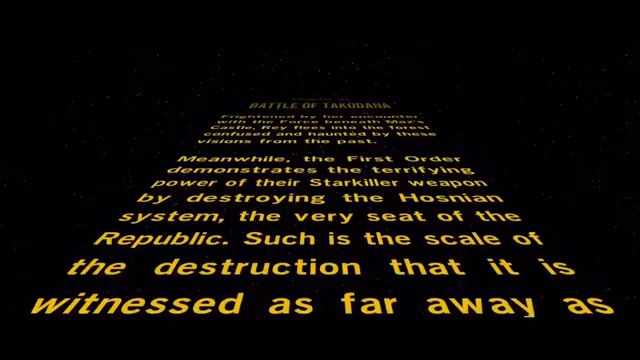 BATTLE OF TAKODANA
Frightened by her encounter
with the Force beneath Maz's
Castle, Rey flees into the forest
confused and haunted by these
visions from the past.
Meanwhile, the First Order
demonstrates the terrifying
power of their Starkiller weapon
by destroying the Hosnian
system, the very seat of the
Republic. Such is the scale of
the destruction that it is
witnessed as far away as